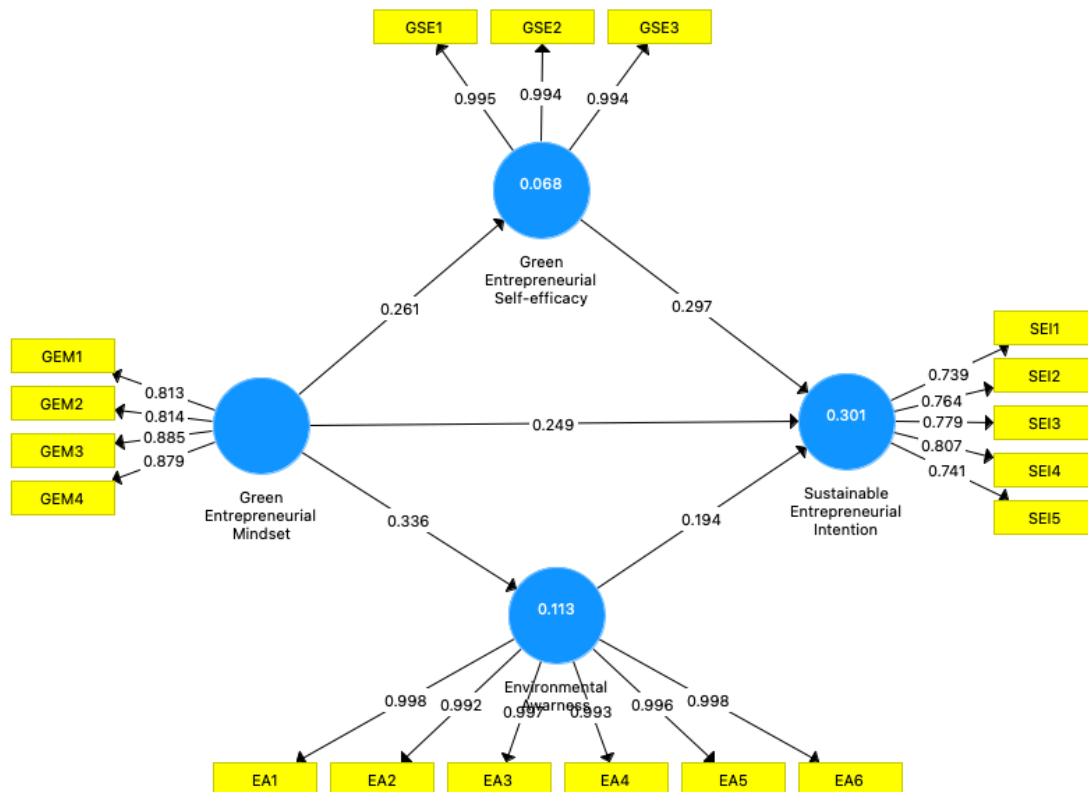 GSE1 GSE2 GSE3
0.995 0.994 0.994
0.068
Green
Entrepreneurial
Self-efficacy
0.261
0.297
GEM1
GEM2
GEM3
GEM4
0.813
0.814
0.885
0.879
Green
Entrepreneurial
Mindset
0.249
0.301
Sustainable
Entrepreneurial
Intention
0.739
0.764
0.779
0.807
0.741
SEI1
SEI2
SEI3
SEI4
SEI5
0.336
0.194
0.113
Environmental
Awarness
0.998 0.992 0.997 0.993 0.996 0.998
EA1 EA2 EA3 EA4 EA5 EA6